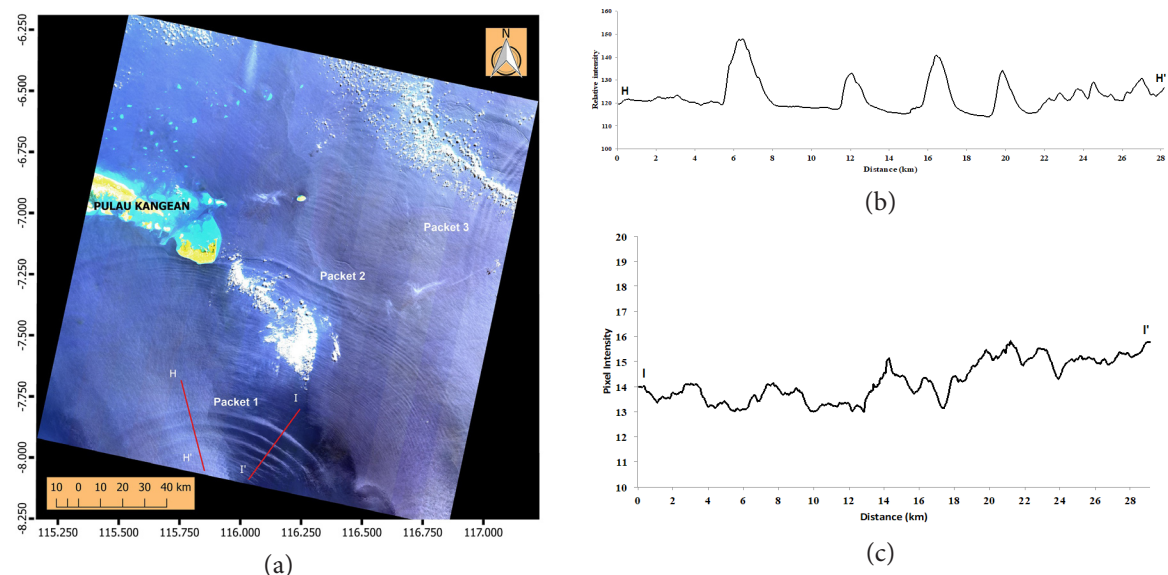 -6.250
-6.500
-6.750
-7.000
-7.250
-7.500
-7.750
-8.000
-8.250
N
PULAU KANGEAN
Packet 3
Packet 2
Packet 1
H
I
H'
I'
10 0 10 20 30 40 km
115.250 115.500 115.750 116.000 116.250 116.500 116.750 117.000
(a)
160
150
140
130
120
110
100
Relative intensity
H
H'
0 2 4 6 8 10 12 14 16 18 20 22 24 26 28
Distance (km)
(b)
20
19
18
17
16
15
14
13
12
11
10
Pixel Intensity
I
I'
0 2 4 6 8 10 12 14 16 18 20 22 24 26 28
Distance (km)
(c)